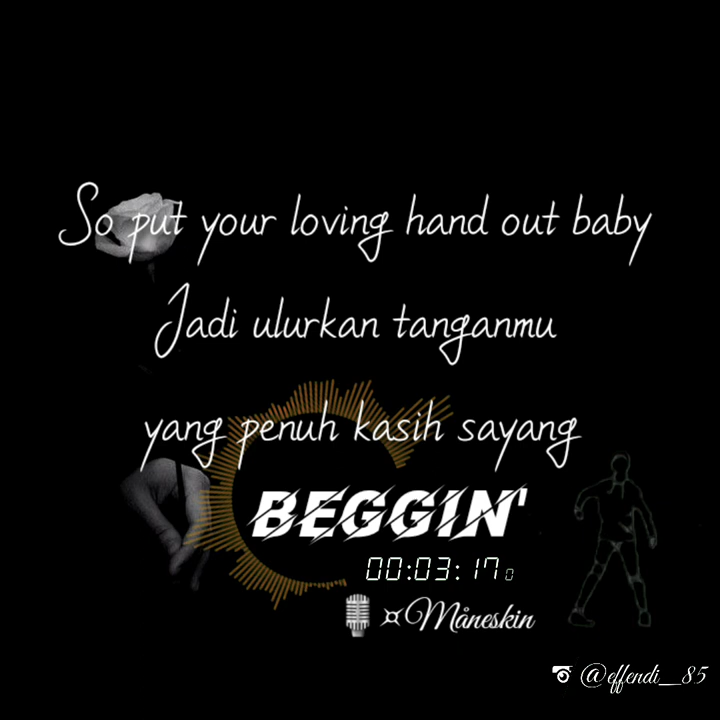 So put your loving hand out baby
Jadi ulurkan tanganmu
yang penuh kasih sayang
BEGGIN'
00:03:170
¤Måneskin
@effendi__85